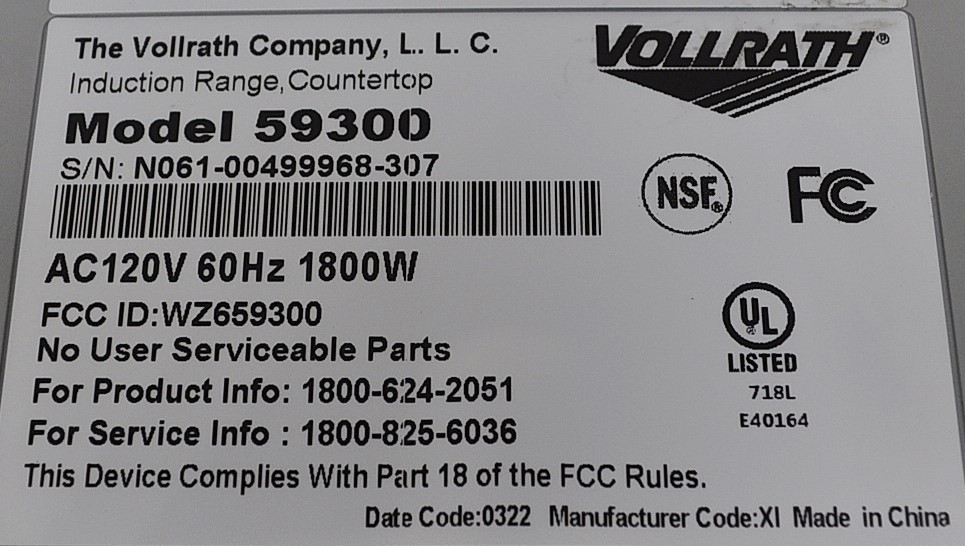 The Vollrath Company, L. L. C.
VOLLRATH®
Induction Range, Countertop
Model 59300
S/N: N061-00499968-307
NSF®
FC
AC120V 60Hz 1800W
FCC ID:WZ659300
UL®
LISTED
718L
E40164
No User Serviceable Parts
For Product Info: 1800-624-2051
For Service Info : 1800-825-6036
This Device Complies With Part 18 of the FCC Rules.
Date Code:0322 Manufacturer Code:XI Made in China